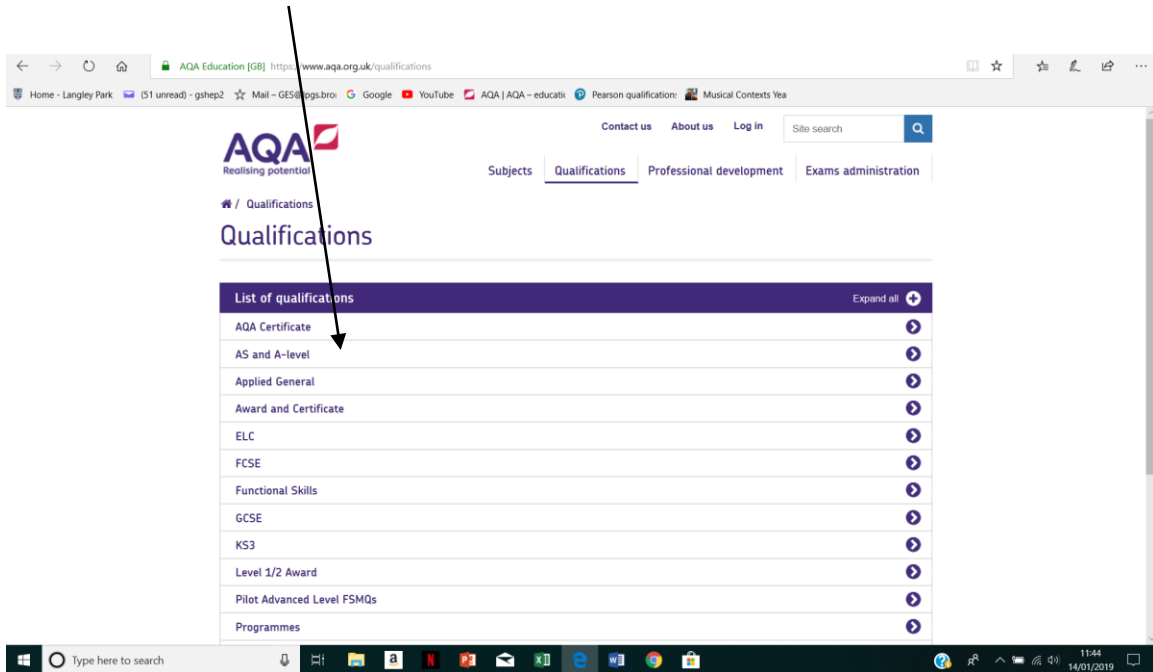 AQA Education [GB] https://www.aqa.org.uk/qualifications
Home - Langley Park (51 unread) - gshep2 Mail – GES@lpgs.bro Google YouTube AQA | AQA – educatic Pearson qualification: Musical Contexts Yea
Contact us About us Log in Site search
AQA
Realising potential
Subjects Qualifications Professional development Exams administration
/ Qualifications
Qualifications
List of qualifications Expand all
AQA Certificate
AS and A-level
Applied General
Award and Certificate
ELC
FCSE
Functional Skills
GCSE
KS3
Level 1/2 Award
Pilot Advanced Level FSMQs
Programmes
Type here to search
11:44
14/01/2019